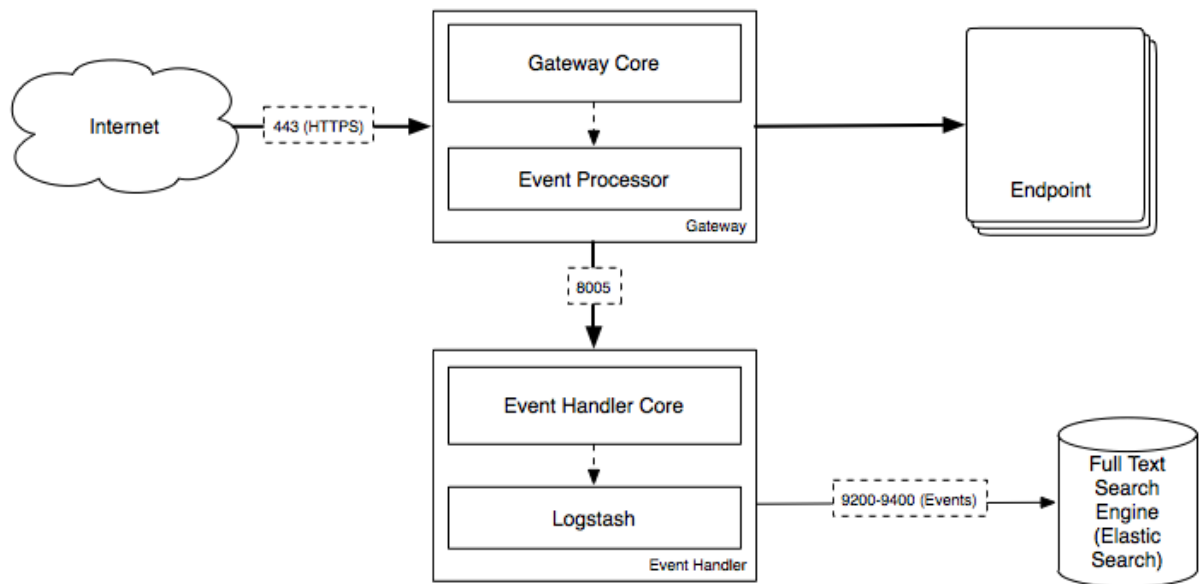 Gateway Core
Internet
443 (HTTPS)
Event Processor
Endpoint
Gateway
8005
Event Handler Core
Full Text
Search
Engine
(Elastic
Search)
9200-9400 (Events)
Logstash
Event Handler